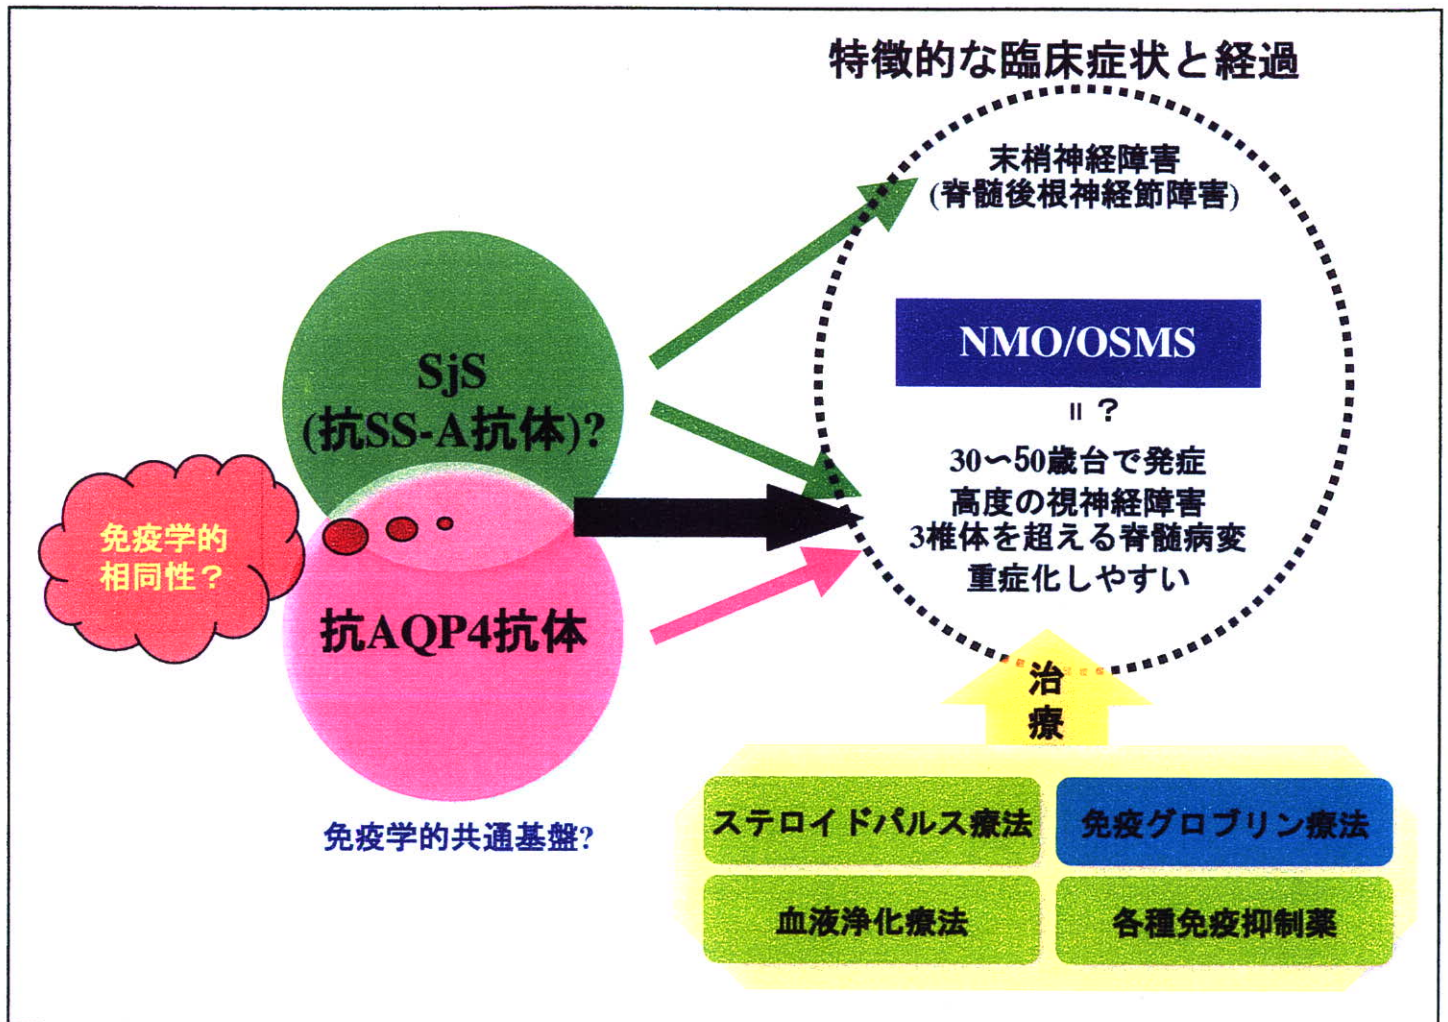 特徴的な臨床症状と経過
末梢神経障害
(脊髄後根神経節障害)
NMO/OSMS
＝？
30〜50歳台で発症
高度の視神経障害
3椎体を超える脊髄病変
重症化しやすい
SjS
(抗SS-A抗体)?
免疫学的
相同性？
抗AQP4抗体
免疫学的共通基盤?
治
療
ステロイドパルス療法
免疫グロブリン療法
血液浄化療法
各種免疫抑制薬